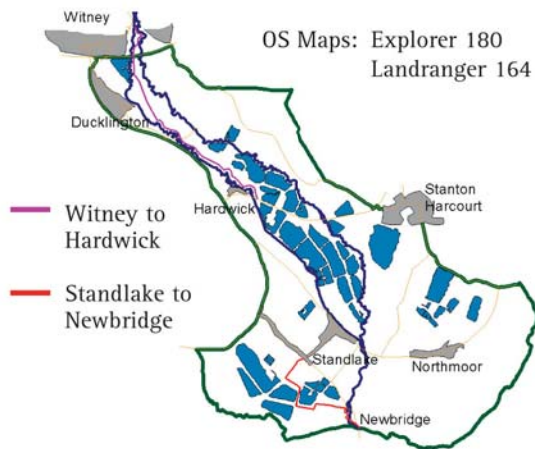 Witney
OS Maps: Explorer 180
Landranger 164
Ducklington
Hardwick
Stanton
Harcourt
Witney to
Hardwick
Standlake to
Newbridge
Standlake
Northmoor
Newbridge